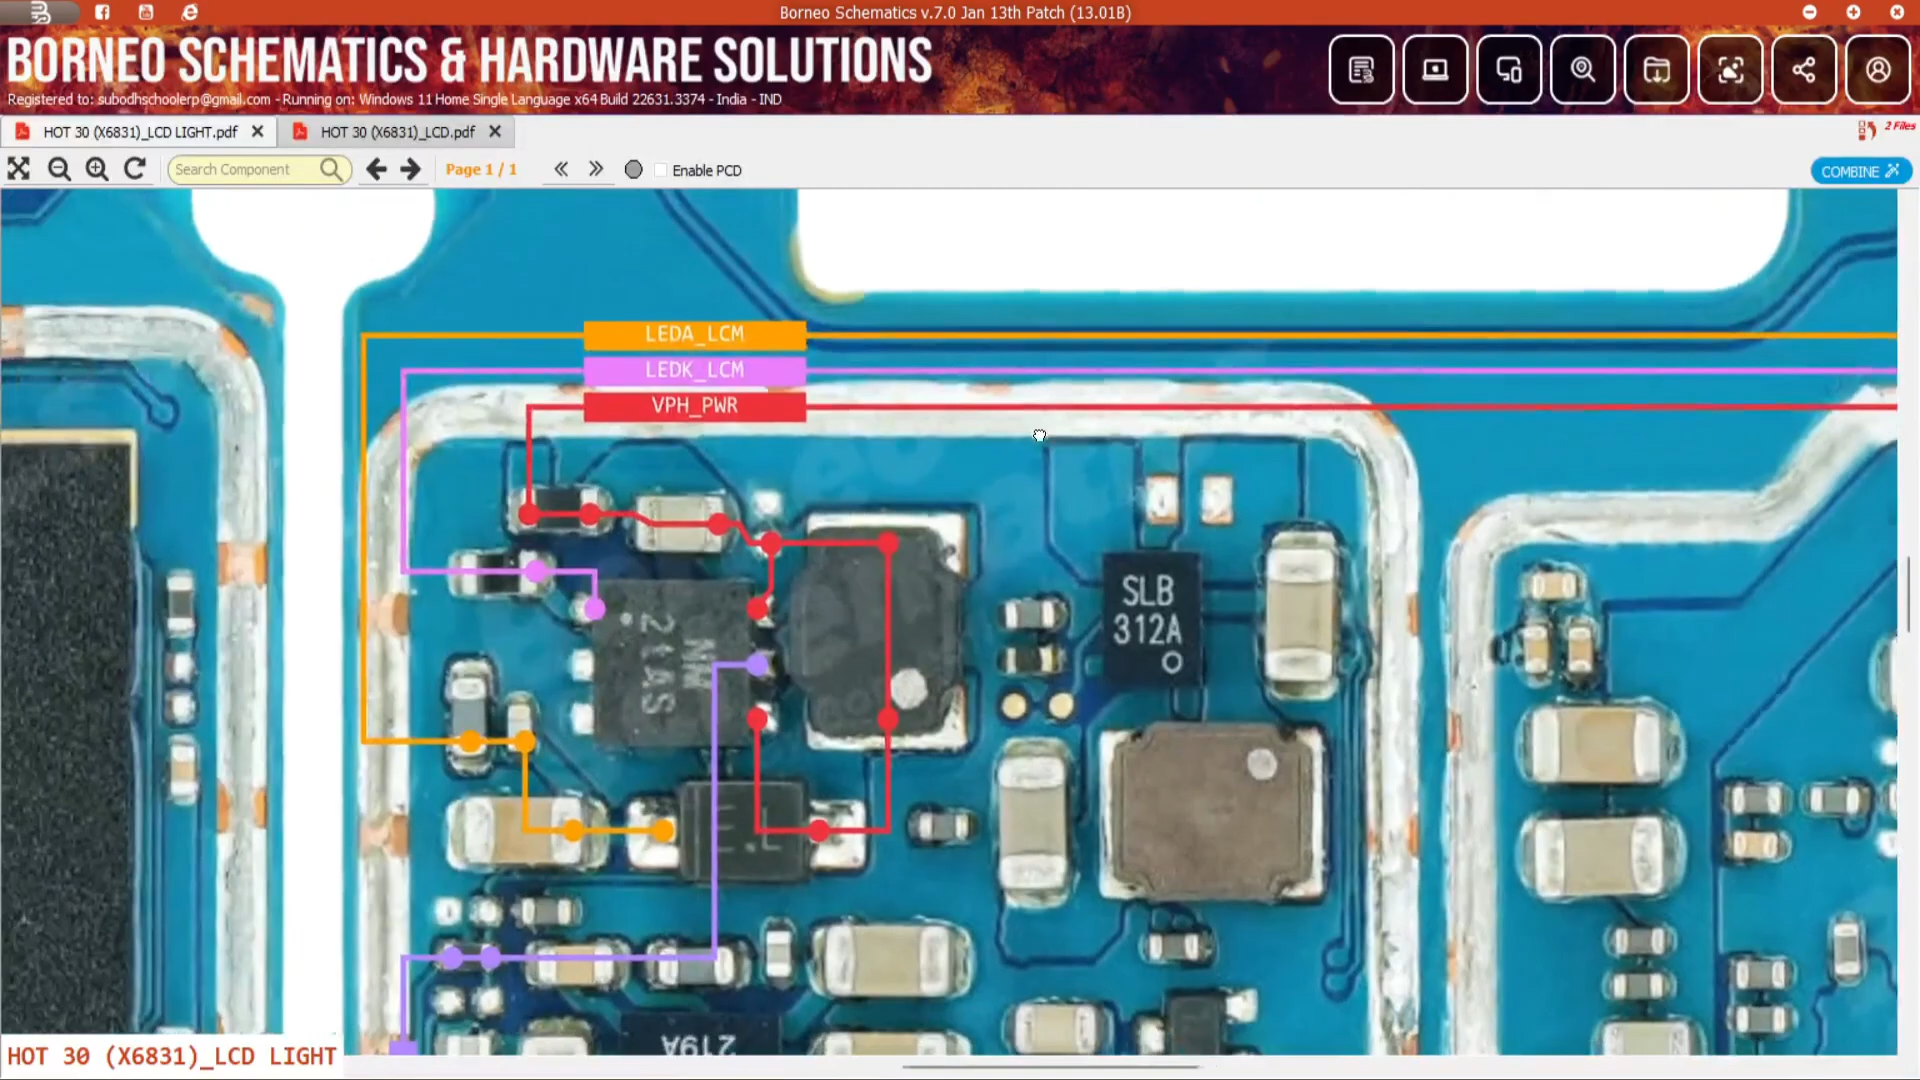 Borneo Schematics v.7.0 Jan 13th Patch (13.01B)
BORNEO SCHEMATICS & HARDWARE SOLUTIONS
Registered to: subodhschoolerp@gmail.com - Running on: Windows 11 Home Single Language x64 Build 22631.3374 - India - IND
HOT 30 (X6831)_LCD LIGHT.pdf
HOT 30 (X6831)_LCD.pdf
2 Files
Search Component
Page 1 / 1
Enable PCD
COMBINE
LEDA_LCM
LEDK_LCM
VPH_PWR
SLB
312A
21AS
219A
HOT 30 (X6831)_LCD LIGHT